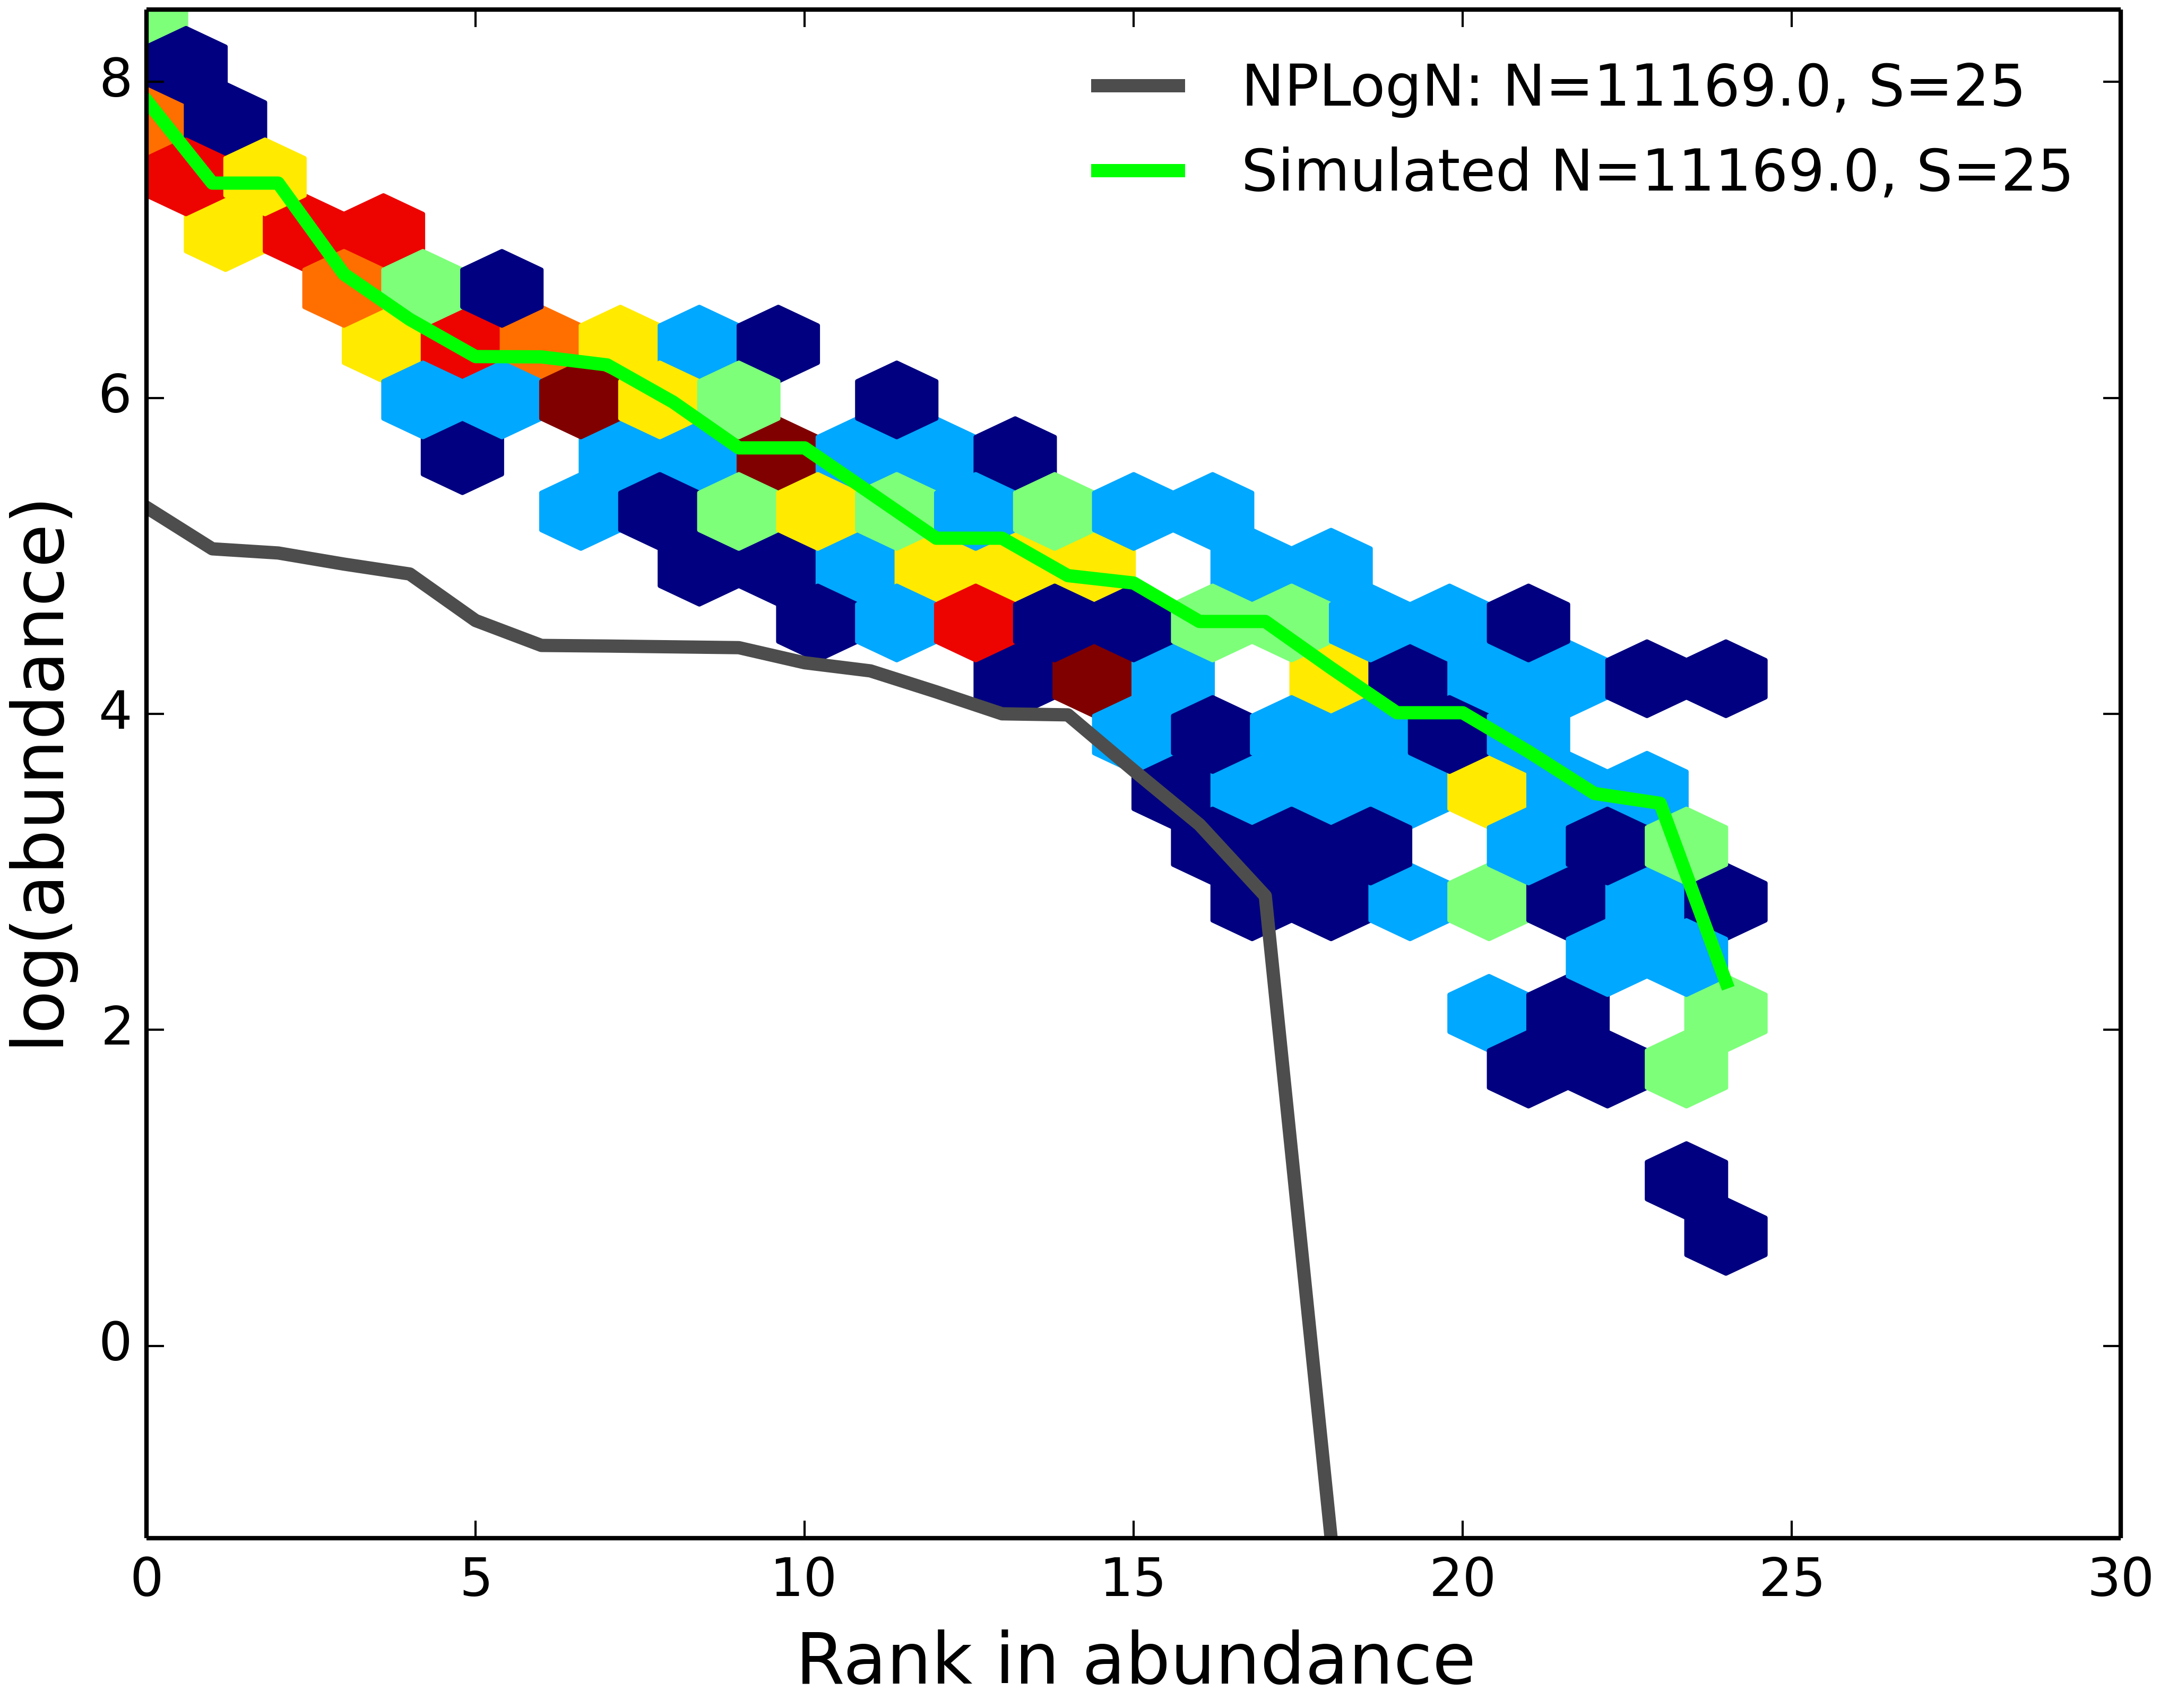 NPLogN: N=11169.0, S=25
Simulated N=11169.0, S=25
log(abundance)
8
6
4
2
0
0 5 10 15 20 25 30
Rank in abundance